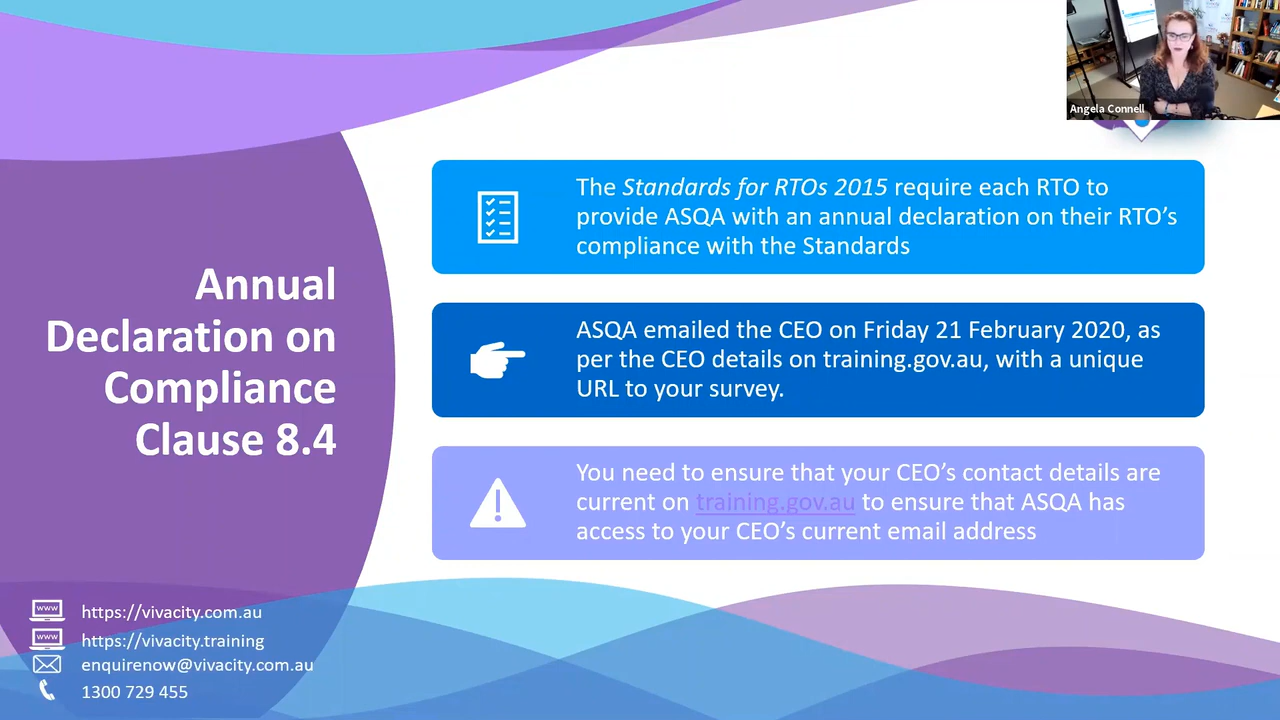 Angela Connell
Annual
Declaration on
Compliance
Clause 8.4
The Standards for RTOs 2015 require each RTO to
provide ASQA with an annual declaration on their RTO’s
compliance with the Standards
ASQA emailed the CEO on Friday 21 February 2020, as
per the CEO details on training.gov.au, with a unique
URL to your survey.
You need to ensure that your CEO’s contact details are
current on training.gov.au to ensure that ASQA has
access to your CEO’s current email address
www https://vivacity.com.au
www https://vivacity.training
enquirenow@vivacity.com.au
1300 729 455